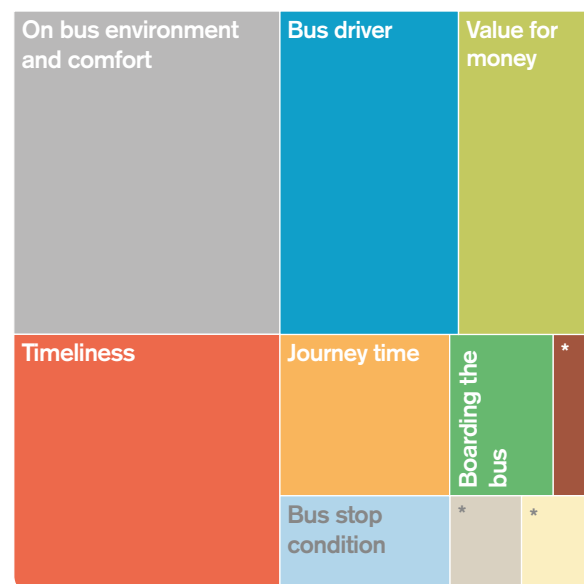 On bus environment
and comfort
Bus driver
Value for
money
Timeliness
Journey time
Boarding the
bus
*
Bus stop
condition
*
*